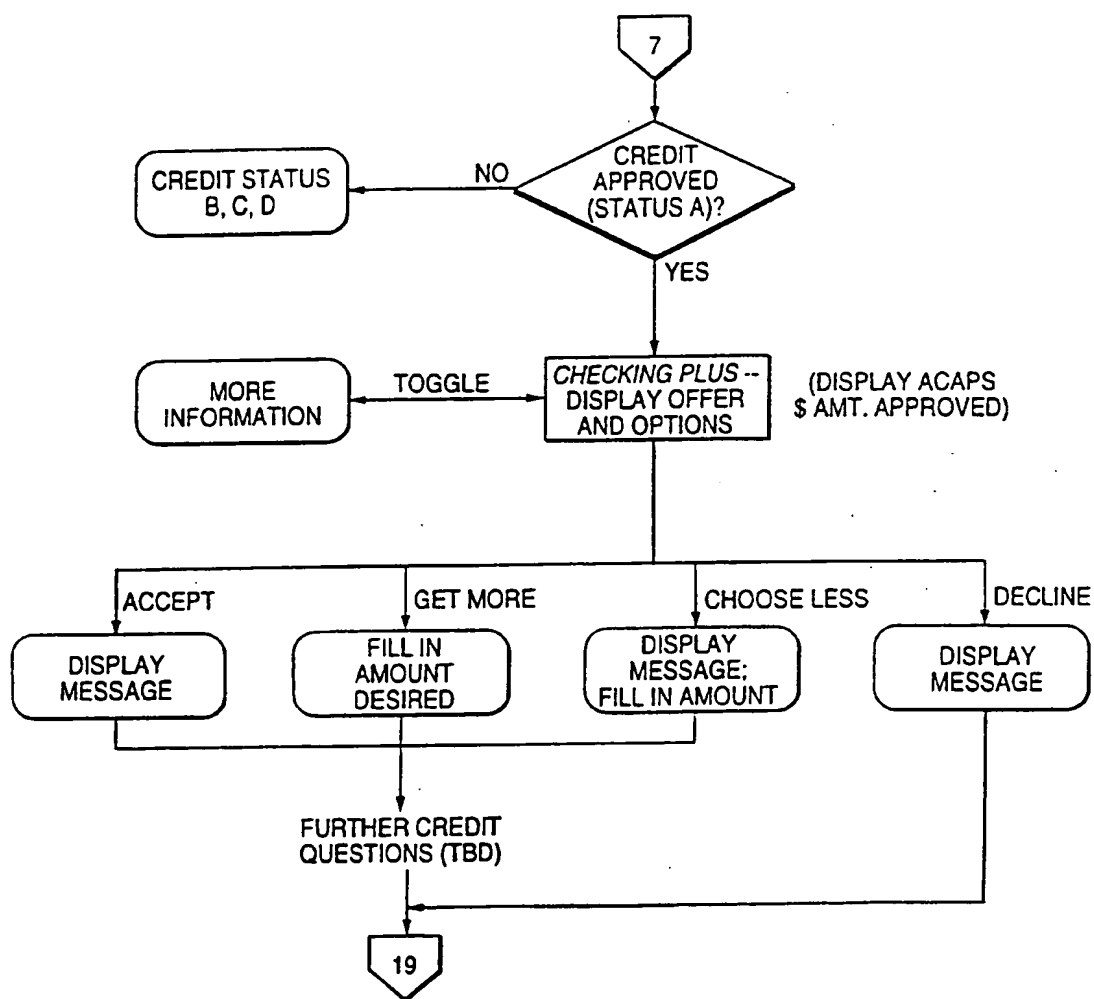 7
CREDIT
APPROVED
(STATUS A)?
NO
CREDIT STATUS
B, C, D
YES
MORE
INFORMATION
TOGGLE
CHECKING PLUS --
DISPLAY OFFER
AND OPTIONS
(DISPLAY ACAPS
$ AMT. APPROVED)
ACCEPT
GET MORE
CHOOSE LESS
DECLINE
DISPLAY
MESSAGE
FILL IN
AMOUNT
DESIRED
DISPLAY
MESSAGE;
FILL IN AMOUNT
DISPLAY
MESSAGE
FURTHER CREDIT
QUESTIONS (TBD)
19